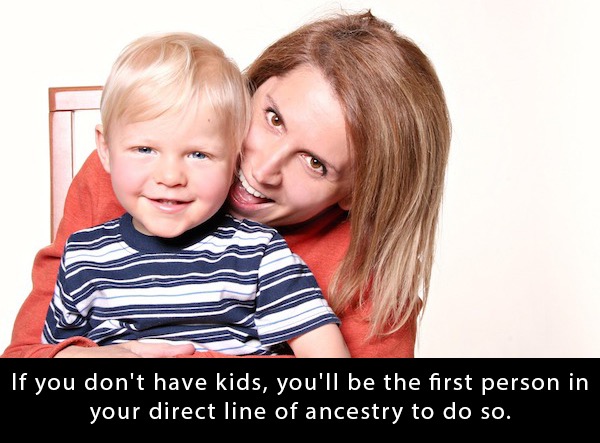 If you don't have kids, you'll be the first person in
your direct line of ancestry to do so.